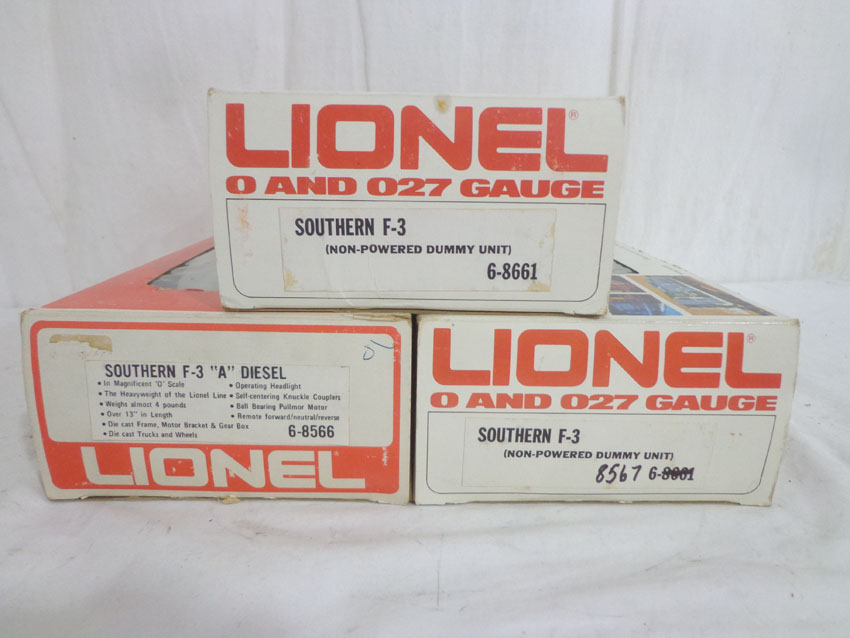 LIONEL®
O AND O27 GAUGE
SOUTHERN F-3
(NON-POWERED DUMMY UNIT)
6-8661
SOUTHERN F-3 "A" DIESEL
• In Magnificent "O" Scale
• The Heavyweight of the Lionel Line
• Weighs almost 4 pounds
• Over 13" in Length
• Die cast Frame, Motor Bracket & Gear Box
• Die cast Trucks and Wheels
• Operating Headlight
• Self-centering Knuckle Couplers
• Ball Bearing Pullmor Motor
• Remote forward/neutral/reverse
6-8566
LIONEL®
LIONEL®
O AND O27 GAUGE
SOUTHERN F-3
(NON-POWERED DUMMY UNIT)
8567 6-8661